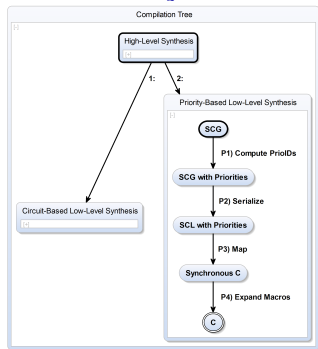 Compilation Tree
[-]
High-Level Synthesis
[+]
1:
2:
Priority-Based Low-Level Synthesis
[-]
SCG
P1) Compute PrioIDs
SCG with Priorities
P2) Serialize
Circuit-Based Low-Level Synthesis
[+]
SCL with Priorities
P3) Map
Synchronous C
P4) Expand Macros
C